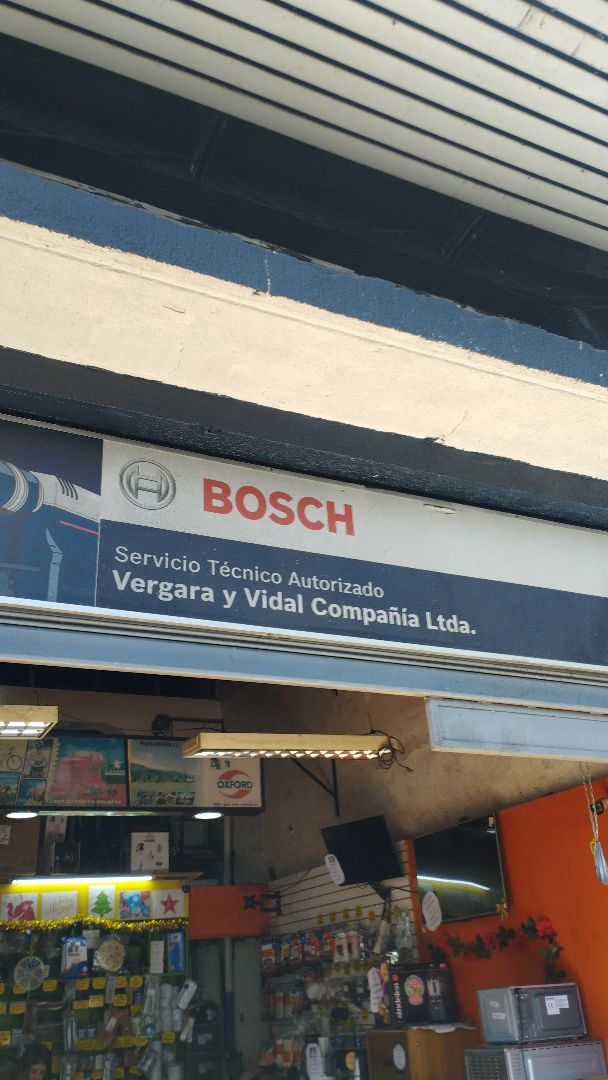 BOSCH
Servicio Técnico Autorizado
Vergara y Vidal Compañía Ltda.
OXFORD